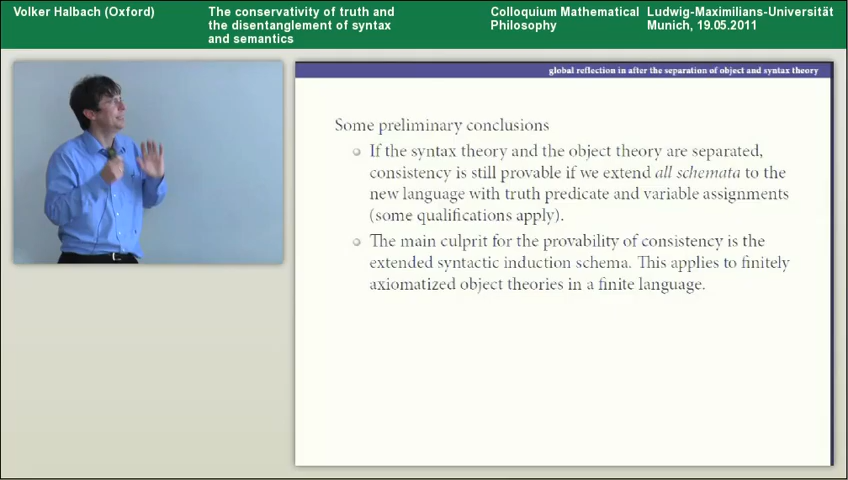 Volker Halbach (Oxford)
The conservativity of truth and
the disentanglement of syntax
and semantics
Colloquium Mathematical
Philosophy
Ludwig-Maximilians-Universität
Munich, 19.05.2011
global reflection in after the separation of object and syntax theory
Some preliminary conclusions
If the syntax theory and the object theory are separated,
consistency is still provable if we extend all schemata to the
new language with truth predicate and variable assignments
(some qualifications apply).
The main culprit for the provability of consistency is the
extended syntactic induction schema. This applies to finitely
axiomatized object theories in a finite language.